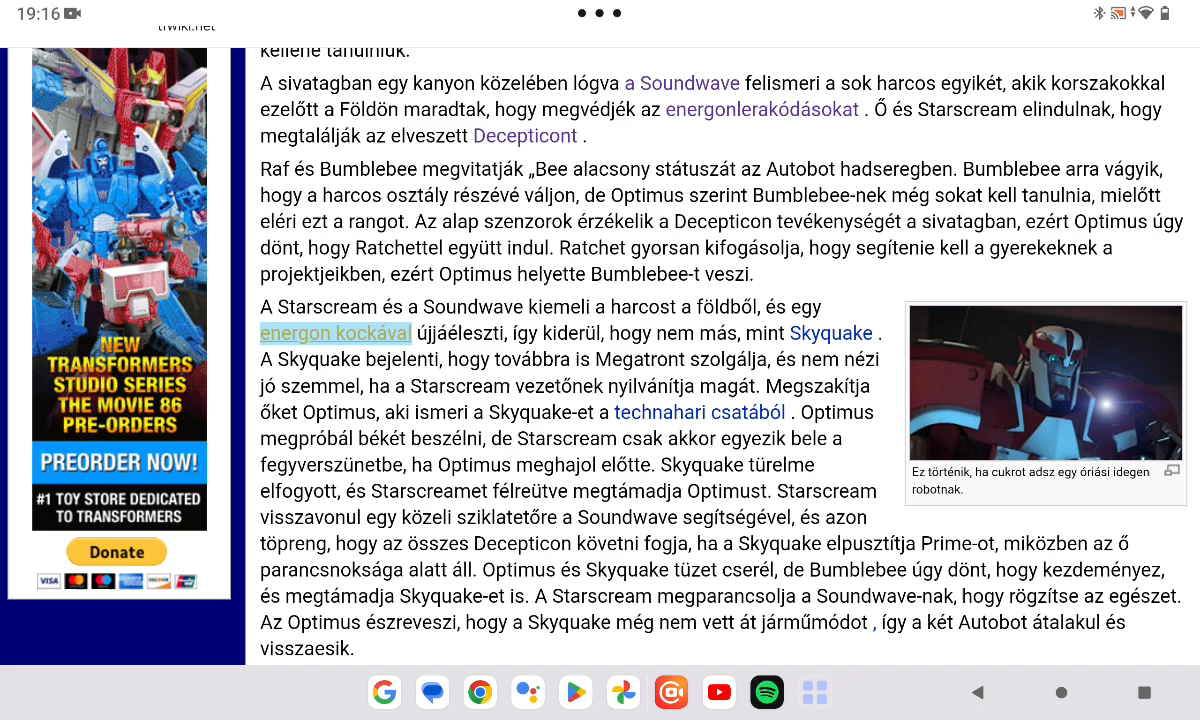 19:16
tfwiki.net
kellene tanulniuk.
A sivatagban egy kanyon közelében lógva a Soundwave felismeri a sok harcos egyikét, akik korszakokkal
ezelőtt a Földön maradtak, hogy megvédjék az energonlerakódásokat . Ő és Starscream elindulnak, hogy
megtalálják az elveszett Decepticont .
Raf és Bumblebee megvitatják „Bee alacsony státuszát az Autobot hadseregben. Bumblebee arra vágyik,
hogy a harcos osztály részévé váljon, de Optimus szerint Bumblebee-nek még sokat kell tanulnia, mielőtt
eléri ezt a rangot. Az alap szenzorok érzékelik a Decepticon tevékenységét a sivatagban, ezért Optimus úgy
dönt, hogy Ratchettel együtt indul. Ratchet gyorsan kifogásolja, hogy segítenie kell a gyerekeknek a
projektjeikben, ezért Optimus helyette Bumblebee-t veszi.
A Starscream és a Soundwave kiemeli a harcost a földből, és egy
energon kockával újjáéleszti, így kiderül, hogy nem más, mint Skyquake .
A Skyquake bejelenti, hogy továbbra is Megatront szolgálja, és nem nézi
jó szemmel, ha a Starscream vezetőnek nyilvánítja magát. Megszakítja
őket Optimus, aki ismeri a Skyquake-et a technahari csatából . Optimus
megpróbál békét beszélni, de Starscream csak akkor egyezik bele a
fegyverszünetbe, ha Optimus meghajol előtte. Skyquake türelme
elfogyott, és Starscreamet félreütve megtámadja Optimust. Starscream
visszavonul egy közeli sziklatetőre a Soundwave segítségével, és azon
töpreng, hogy az összes Decepticon követni fogja, ha a Skyquake elpusztítja Prime-ot, miközben az ő
parancsnoksága alatt áll. Optimus és Skyquake tüzet cserél, de Bumblebee úgy dönt, hogy kezdeményez,
és megtámadja Skyquake-et is. A Starscream megparancsolja a Soundwave-nak, hogy rögzítse az egészet.
Az Optimus észreveszi, hogy a Skyquake még nem vett át járműmódot , így a két Autobot átalakul és
visszaesik.
Ez történik, ha cukrot adsz egy óriási idegen
robotnak.
NEW
TRANSFORMERS
STUDIO SERIES
THE MOVIE 86
PRE-ORDERS
PREORDER NOW!
#1 TOY STORE DEDICATED
TO TRANSFORMERS
Donate
VISA